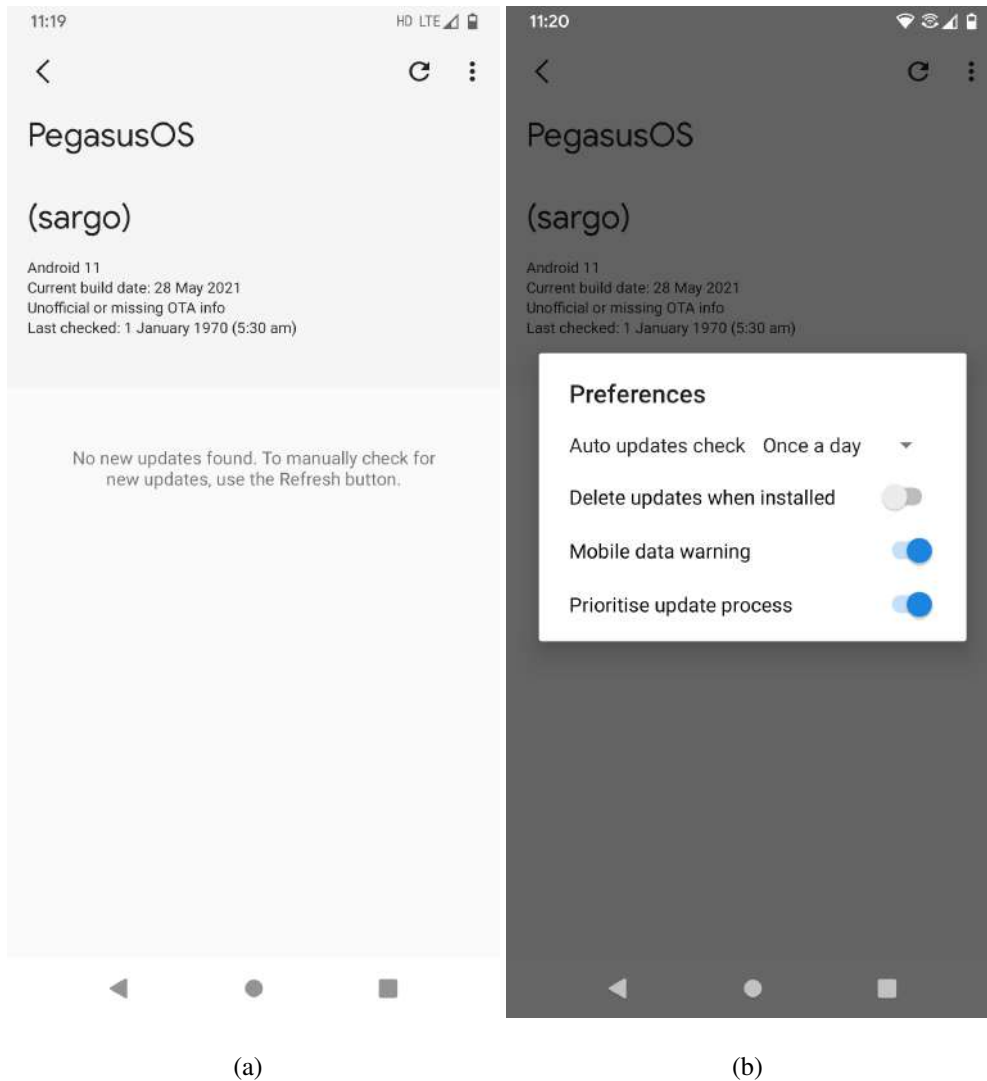 11:19 HD LTE
PegasusOS
(sargo)
Android 11
Current build date: 28 May 2021
Unofficial or missing OTA info
Last checked: 1 January 1970 (5:30 am)
No new updates found. To manually check for
new updates, use the Refresh button.
(a)
11:20
PegasusOS
(sargo)
Android 11
Current build date: 28 May 2021
Unofficial or missing OTA info
Last checked: 1 January 1970 (5:30 am)
Preferences
Auto updates check Once a day
Delete updates when installed
Mobile data warning
Prioritise update process
(b)